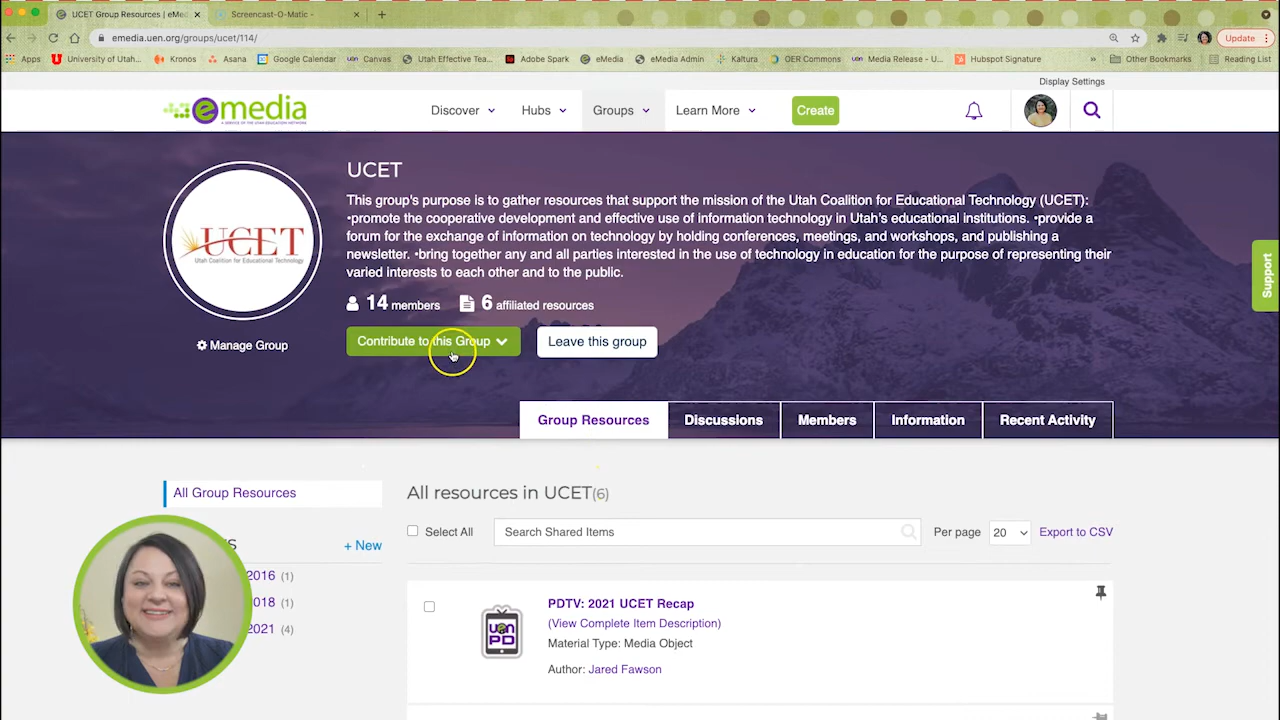 UCET Group Resources | eMed
Screencast-O-Matic -
emedia.uen.org/groups/ucet/114/
Update
Apps
University of Utah...
Kronos
Asana
Google Calendar
Canvas
Utah Effective Tea...
Adobe Spark
eMedia
eMedia Admin
Kaltura
OER Commons
Media Release - U...
Hubspot Signature
»
Other Bookmarks
Reading List
Display Settings
emedia
A SERVICE OF THE UTAH EDUCATION NETWORK
Discover
Hubs
Groups
Learn More
Create
UCET
This group's purpose is to gather resources that support the mission of the Utah Coalition for Educational Technology (UCET):
•promote the cooperative development and effective use of information technology in Utah's educational institutions. •provide a
forum for the exchange of information on technology by holding conferences, meetings, and workshops, and publishing a
newsletter. •bring together any and all parties interested in the use of technology in education for the purpose of representing their
varied interests to each other and to the public.
UCET
Utah Coalition for Educational Technology
14 members
6 affiliated resources
Manage Group
Contribute to this Group
Leave this group
Support
Group Resources
Discussions
Members
Information
Recent Activity
All Group Resources
All resources in UCET(6)
Select All
Search Shared Items
Per page
20
Export to CSV
S
+ New
2016 (1)
018 (1)
2021 (4)
uen
PD
PDTV: 2021 UCET Recap
(View Complete Item Description)
Material Type: Media Object
Author: Jared Fawson